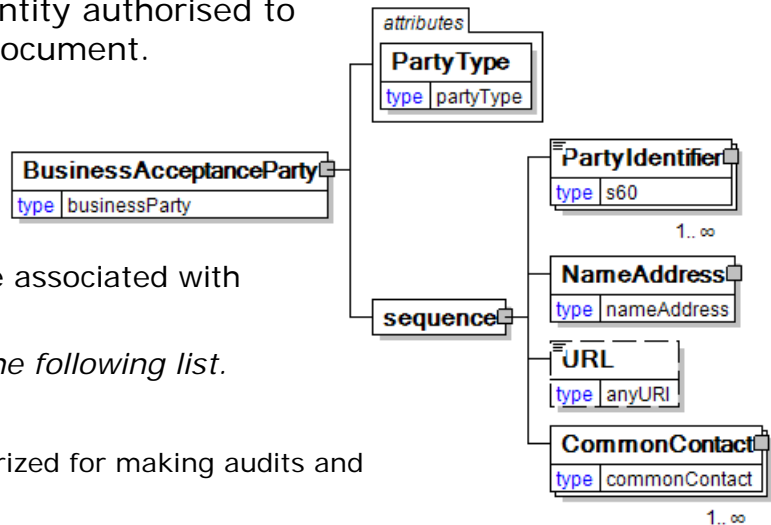 ntity authorised to
ocument.
attributes
PartyType
type partyType
BusinessAcceptanceParty
type businessParty
PartyIdentifier
type s60
1.. ∞
e associated with
NameAddress
type nameAddress
sequence
he following list.
URL
type anyURI
rized for making audits and
CommonContact
type commonContact
1.. ∞